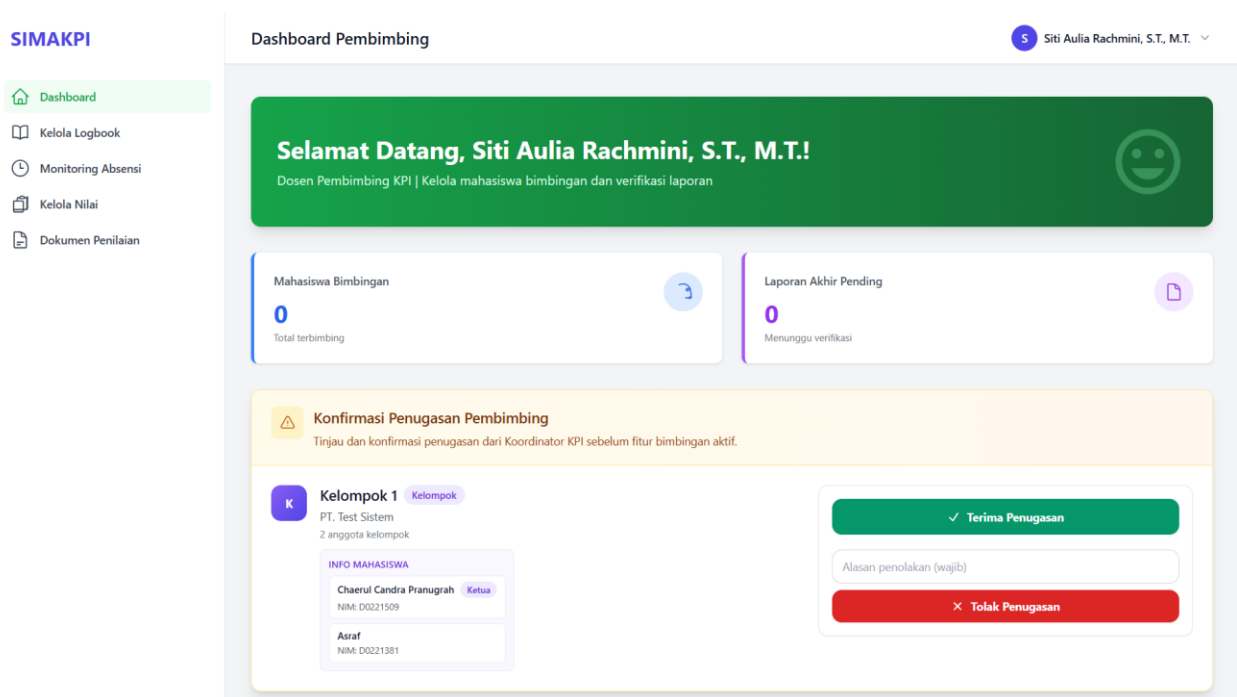 SIMAKPI
Dashboard
Kelola Logbook
Monitoring Absensi
Kelola Nilai
Dokumen Penilaian
Dashboard Pembimbing
S
Siti Aulia Rachmini, S.T., M.T.
Selamat Datang, Siti Aulia Rachmini, S.T., M.T.!
Dosen Pembimbing KPI | Kelola mahasiswa bimbingan dan verifikasi laporan
Mahasiswa Bimbingan
0
Total terbimbing
Laporan Akhir Pending
0
Menunggu verifikasi
Konfirmasi Penugasan Pembimbing
Tinjau dan konfirmasi penugasan dari Koordinator KPI sebelum fitur bimbingan aktif.
K
Kelompok 1 Kelompok
PT. Test Sistem
2 anggota kelompok
INFO MAHASISWA
Chaerul Candra Pranugrah Ketua
NIM: D0221509
Asraf
NIM: D0221381
Terima Penugasan
Alasan penolakan (wajib)
Tolak Penugasan